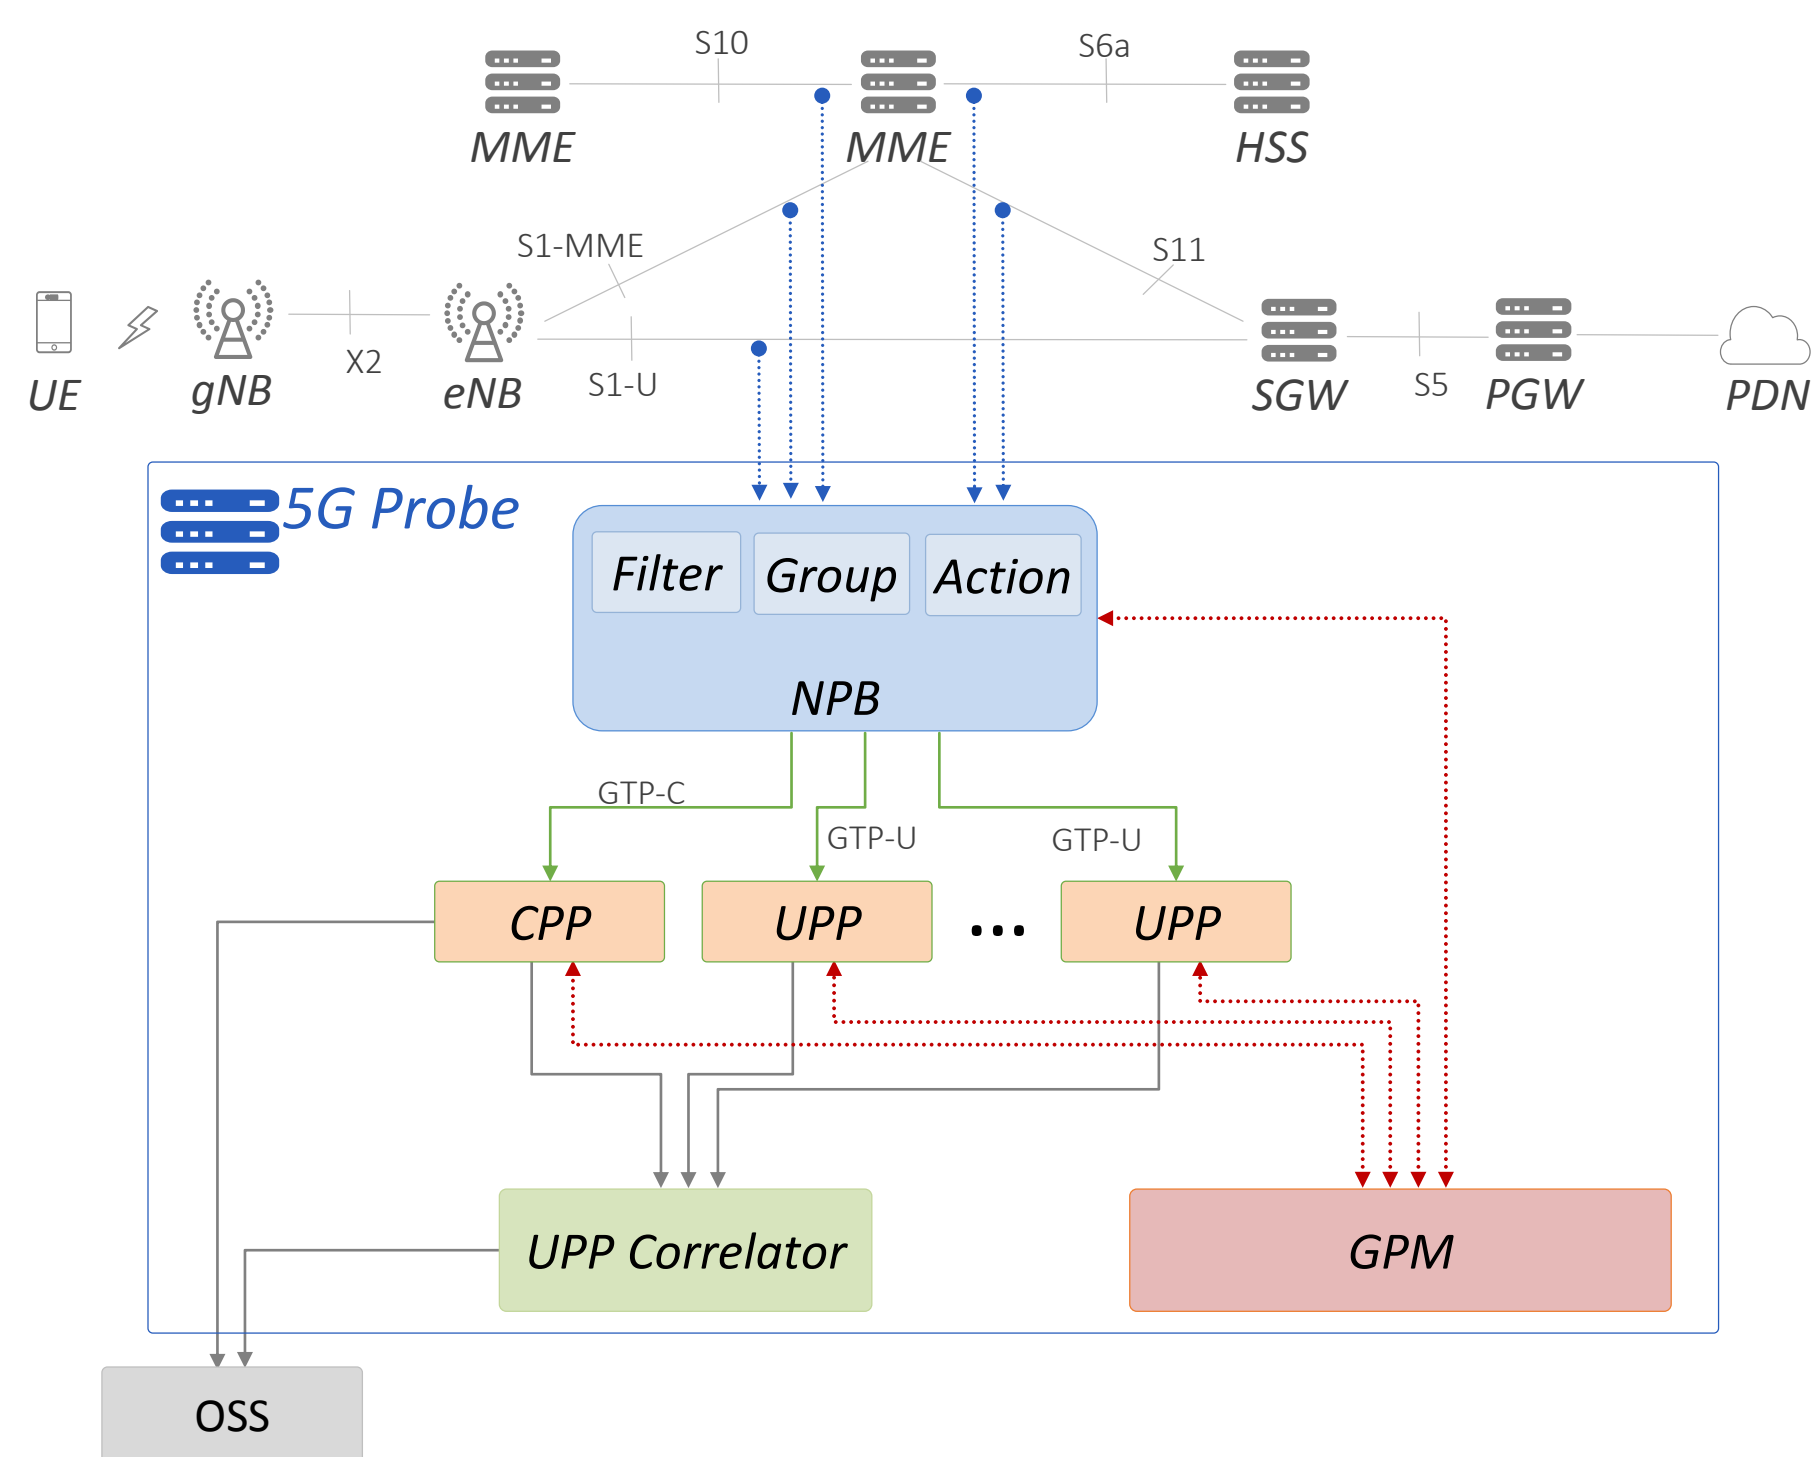 S10
S6a
MME
MME
HSS
S1-MME
S11
UE
gNB
X2
eNB
S1-U
SGW
S5
PGW
PDN
5G Probe
Filter
Group
Action
NPB
GTP-C
GTP-U
GTP-U
CPP
UPP
...
UPP
UPP Correlator
GPM
OSS